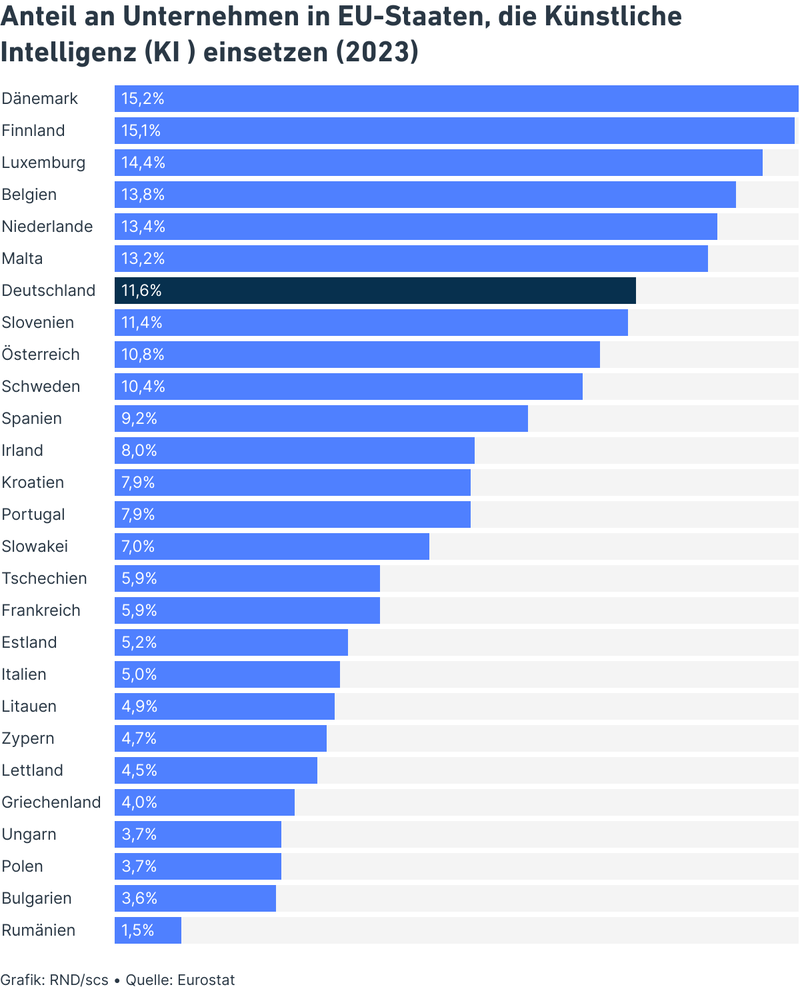 Anteil an Unternehmen in EU-Staaten, die Künstliche
Intelligenz (KI ) einsetzen (2023)
Dänemark 15,2%
Finnland 15,1%
Luxemburg 14,4%
Belgien 13,8%
Niederlande 13,4%
Malta 13,2%
Deutschland 11,6%
Slovenien 11,4%
Österreich 10,8%
Schweden 10,4%
Spanien 9,2%
Irland 8,0%
Kroatien 7,9%
Portugal 7,9%
Slowakei 7,0%
Tschechien 5,9%
Frankreich 5,9%
Estland 5,2%
Italien 5,0%
Litauen 4,9%
Zypern 4,7%
Lettland 4,5%
Griechenland 4,0%
Ungarn 3,7%
Polen 3,7%
Bulgarien 3,6%
Rumänien 1,5%
Grafik: RND/scs • Quelle: Eurostat